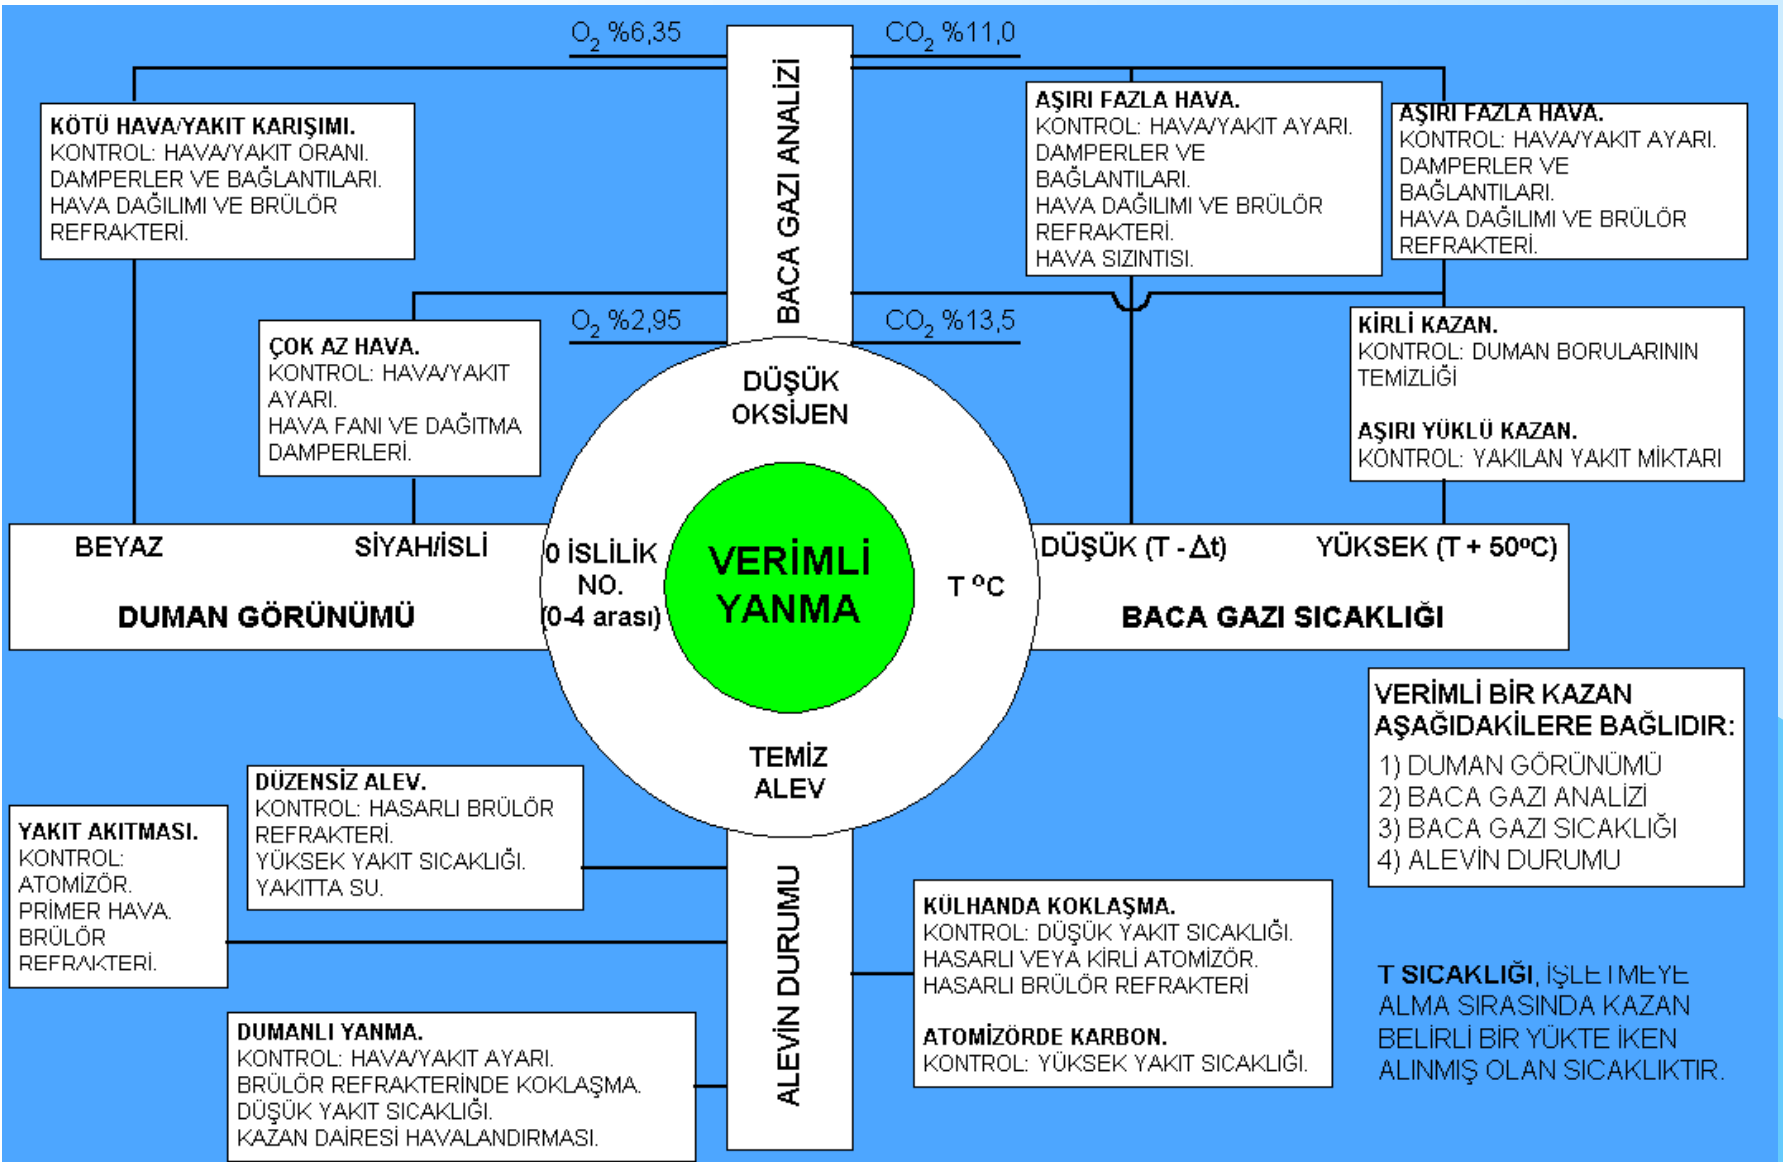 O2 %6,35
CO2 %11,0
BACA GAZI ANALİZİ
KÖTÜ HAVA/YAKIT KARIŞIMI.
KONTROL: HAVA/YAKIT ORANI.
DAMPERLER VE BAĞLANTILARI.
HAVA DAĞILIMI VE BRÜLÖR
REFRAKTERİ.
AŞIRI FAZLA HAVA.
KONTROL: HAVA/YAKIT AYARI.
DAMPERLER VE
BAĞLANTILARI.
HAVA DAĞILIMI VE BRÜLÖR
REFRAKTERİ.
HAVA SIZINTISI.
AŞIRI FAZLA HAVA.
KONTROL: HAVA/YAKIT AYARI.
DAMPERLER VE
BAĞLANTILARI.
HAVA DAĞILIMI VE BRÜLÖR
REFRAKTERİ.
O2 %2,95
CO2 %13,5
ÇOK AZ HAVA.
KONTROL: HAVA/YAKIT
AYARI.
HAVA FANI VE DAĞITMA
DAMPERLERİ.
KİRLİ KAZAN.
KONTROL: DUMAN BORULARININ
TEMİZLİĞİ
AŞIRI YÜKLÜ KAZAN.
KONTROL: YAKILAN YAKIT MİKTARI
DÜŞÜK
OKSİJEN
BEYAZ
SİYAH/İSLİ
DUMAN GÖRÜNÜMÜ
0 İSLİLİK
NO.
(0-4 arası)
VERİMLİ
YANMA
T ºC
DÜŞÜK (T - Δt)
YÜKSEK (T + 50ºC)
BACA GAZI SICAKLIĞI
TEMİZ
ALEV
VERİMLİ BİR KAZAN
AŞAĞIDAKİLERE BAĞLIDIR:
1) DUMAN GÖRÜNÜMÜ
2) BACA GAZI ANALİZİ
3) BACA GAZI SICAKLIĞI
4) ALEVİN DURUMU
DÜZENSİZ ALEV.
KONTROL: HASARLI BRÜLÖR
REFRAKTERİ.
YÜKSEK YAKIT SICAKLIĞI.
YAKITTA SU.
YAKIT AKITMASI.
KONTROL:
ATOMİZÖR.
PRİMER HAVA.
BRÜLÖR
REFRAKTERİ.
ALEVİN DURUMU
KÜLHANDA KOKLAŞMA.
KONTROL: DÜŞÜK YAKIT SICAKLIĞI.
HASARLI VEYA KİRLİ ATOMİZÖR.
HASARLI BRÜLÖR REFRAKTERİ
ATOMİZÖRDE KARBON.
KONTROL: YÜKSEK YAKIT SICAKLIĞI.
DUMANLI YANMA.
KONTROL: HAVA/YAKIT AYARI.
BRÜLÖR REFRAKTERİNDE KOKLAŞMA.
DÜŞÜK YAKIT SICAKLIĞI.
KAZAN DAİRESİ HAVALANDIRMASI.
T SICAKLIĞI, İŞLETMEYE
ALMA SIRASINDA KAZAN
BELİRLİ BİR YÜKTE İKEN
ALINMIŞ OLAN SICAKLIKTIR.